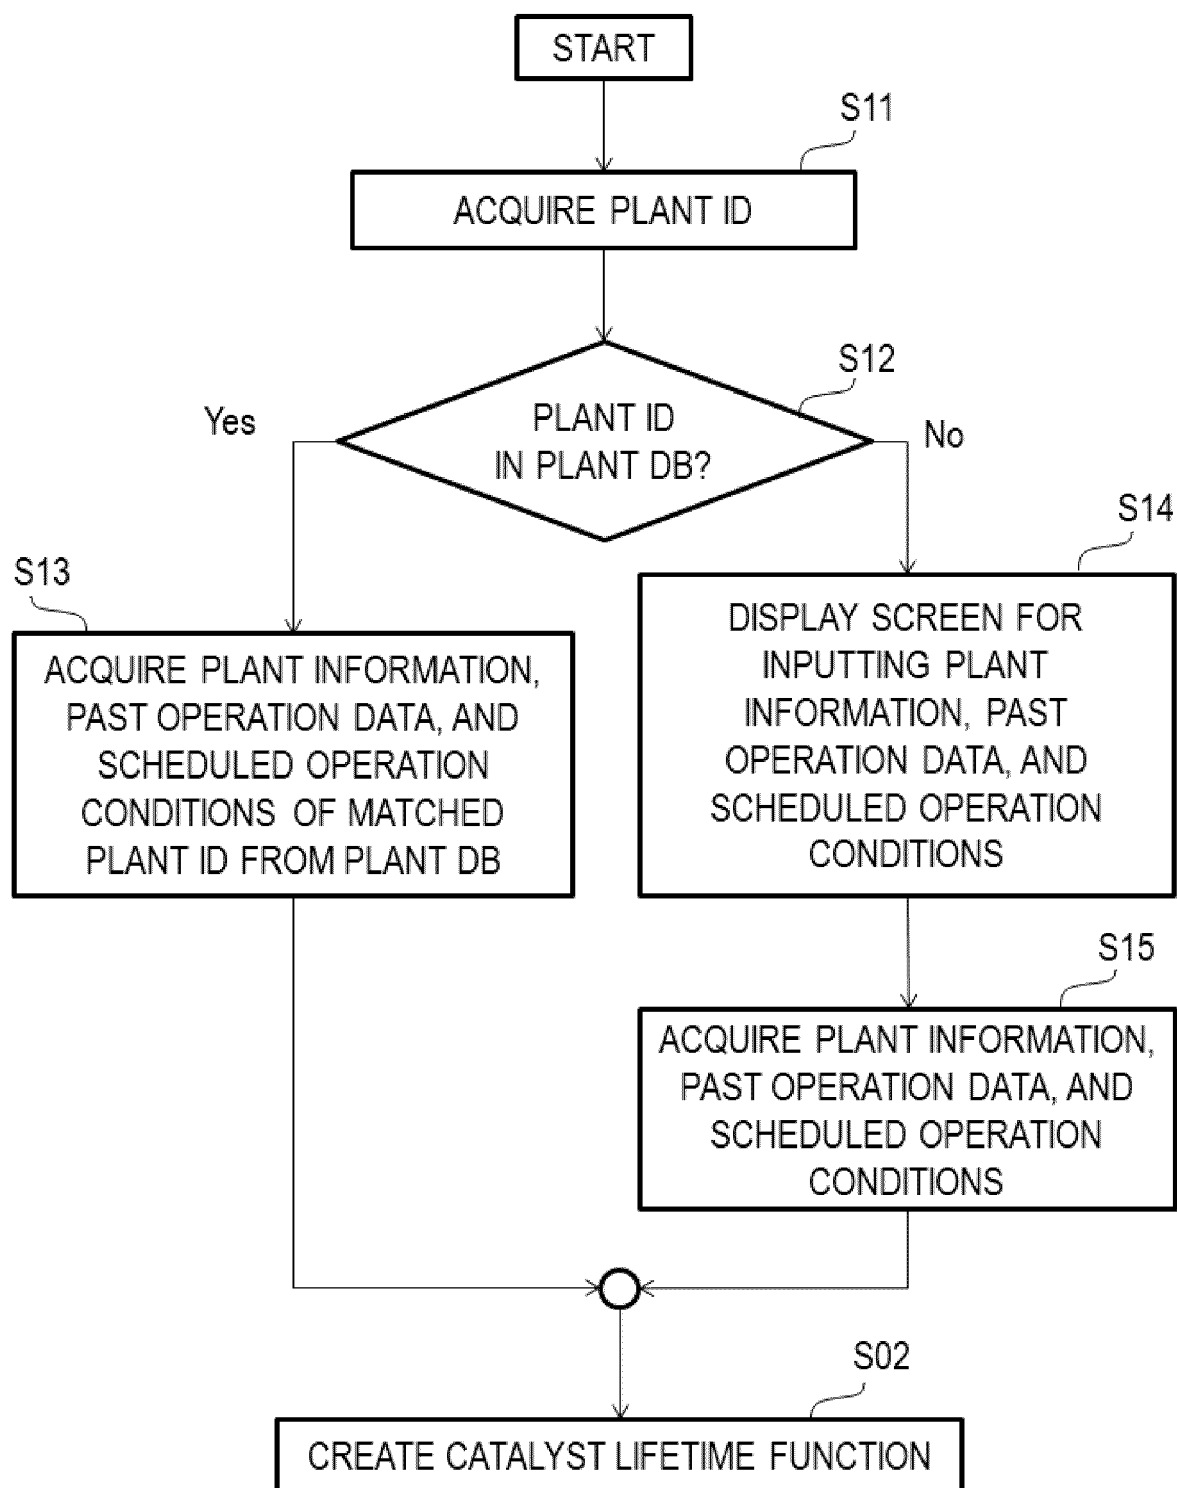 START
S11
ACQUIRE PLANT ID
S12
Yes
PLANT ID
IN PLANT DB?
No
S13
ACQUIRE PLANT INFORMATION,
PAST OPERATION DATA, AND
SCHEDULED OPERATION
CONDITIONS OF MATCHED
PLANT ID FROM PLANT DB
S14
DISPLAY SCREEN FOR
INPUTTING PLANT
INFORMATION, PAST
OPERATION DATA, AND
SCHEDULED OPERATION
CONDITIONS
S15
ACQUIRE PLANT INFORMATION,
PAST OPERATION DATA, AND
SCHEDULED OPERATION
CONDITIONS
S02
CREATE CATALYST LIFETIME FUNCTION